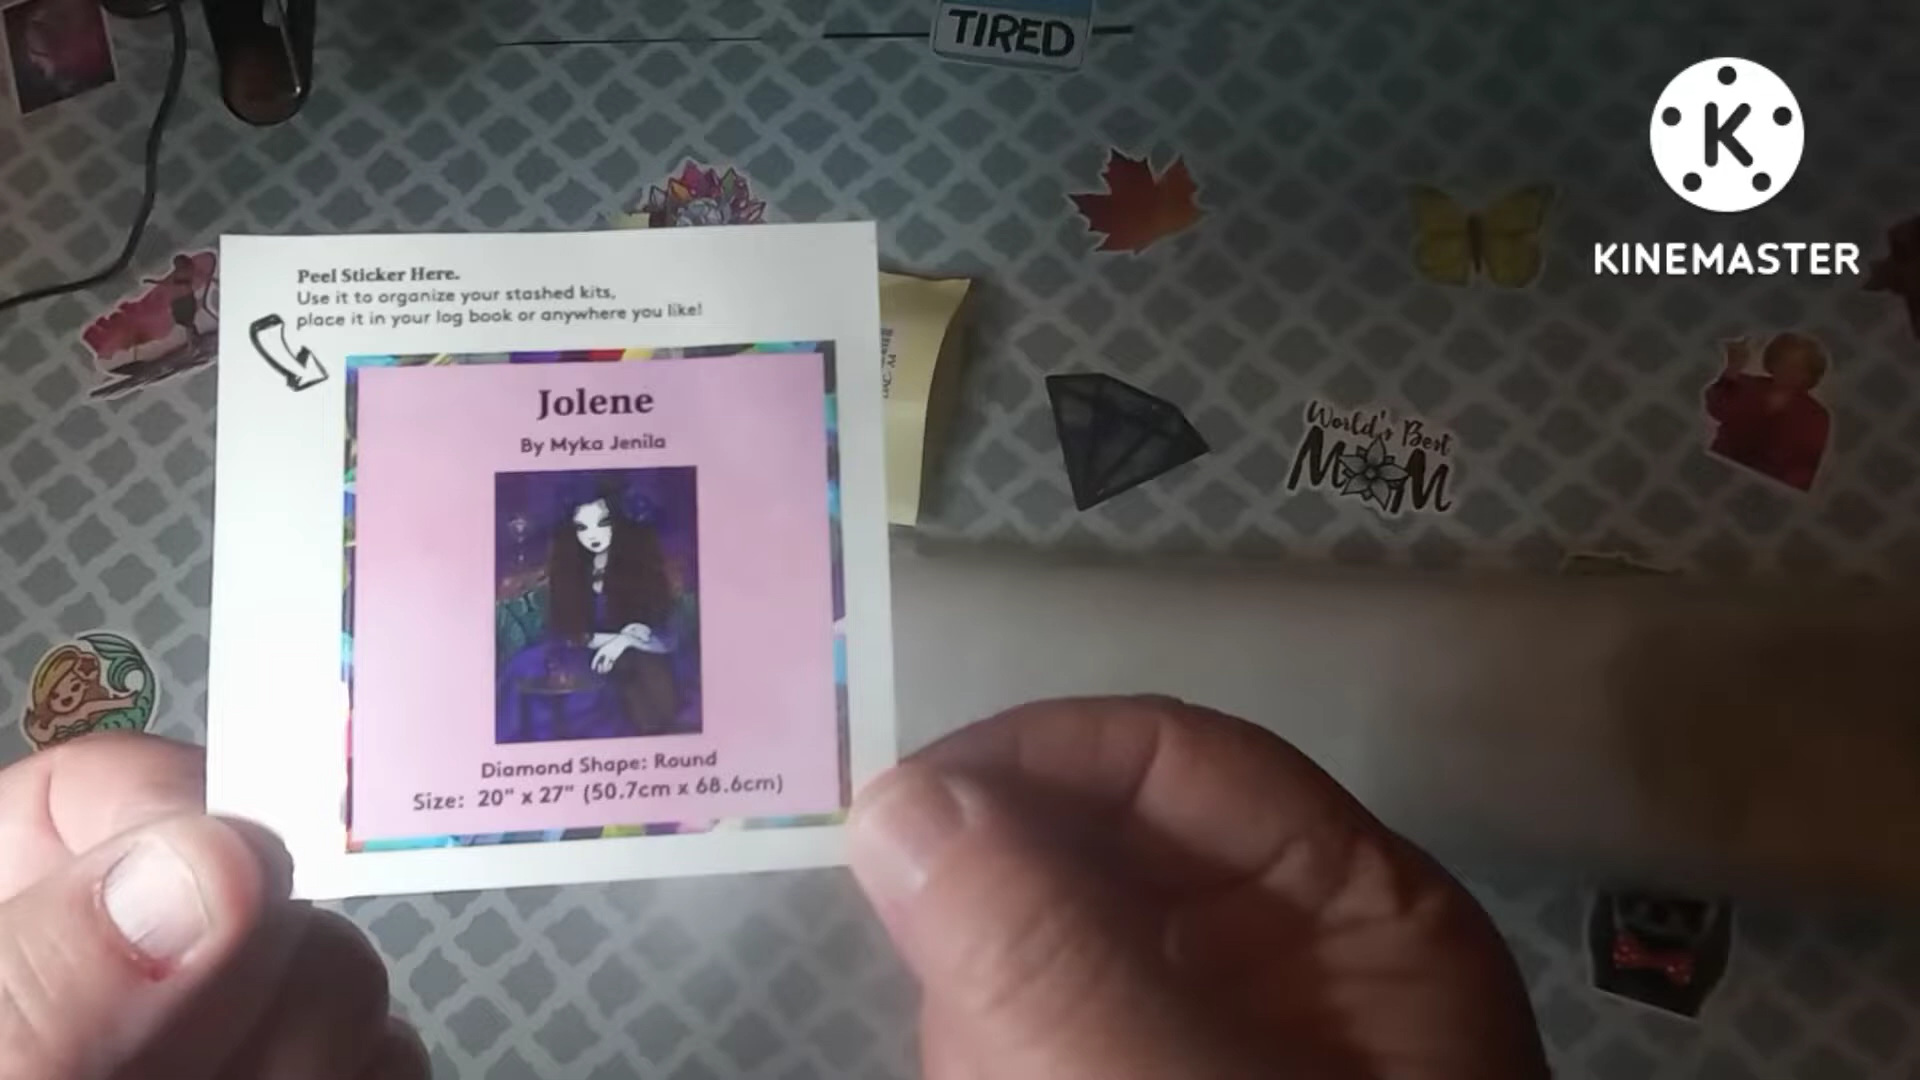 TIRED
K
KINEMASTER
Peel Sticker Here.
Use it to organize your stashed kits,
place it in your log book or anywhere you like!
Jolene
By Myka Jenila
Diamond Shape: Round
Size: 20" x 27" (50.7cm x 68.6cm)
World's Best
MOM